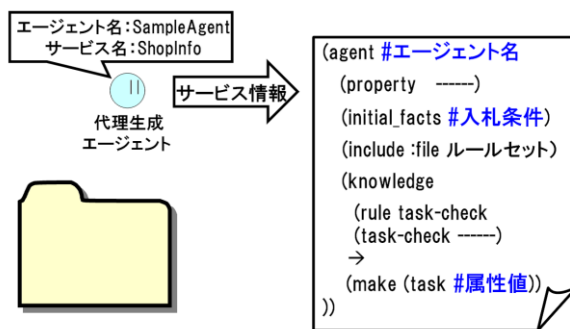 エージェント名：SampleAgent
サービス名：ShopInfo
代理生成
エージェント
サービス情報
(agent #エージェント名
(property ------)
(initial_facts #入札条件)
(include :file ルールセット)
(knowledge
(rule task-check
(task-check ------)
→
(make (task #属性値))
))